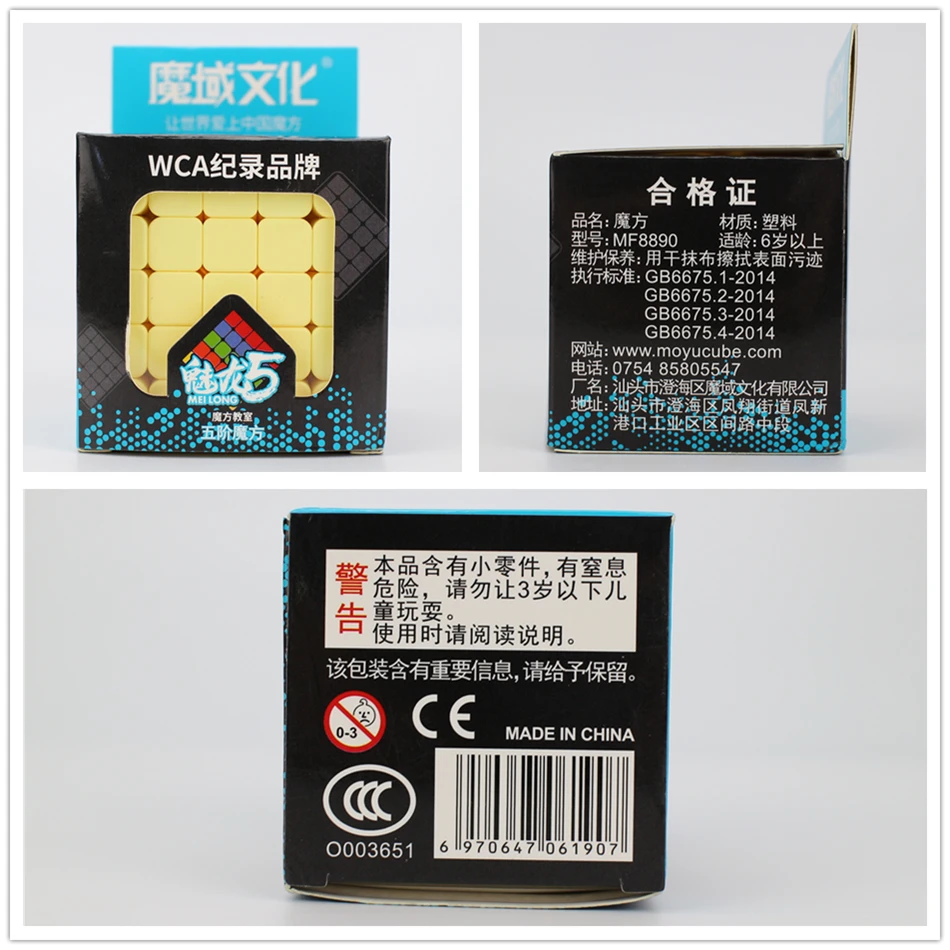 魔域文化®
让世界爱上中国魔方
WCA纪录品牌
魅龙5
MEI LONG
魔方教室
五阶魔方
合格证
品名：魔方 材质：塑料
型号：MF8890 适龄：6岁以上
维护保养：用干抹布擦拭表面污迹
执行标准：GB6675.1-2014
GB6675.2-2014
GB6675.3-2014
GB6675.4-2014
网站：www.moyucube.com
电话：0754 85805547
厂名：汕头市澄海区魔域文化有限公司
地址：汕头市澄海区凤翔街道凤新
港口工业区区间路中段
警告
本品含有小零件，有窒息
危险，请勿让3岁以下儿
童玩耍。
使用时请阅读说明。
该包装含有重要信息，请给予保留。
0-3
CE
MADE IN CHINA
CCC
O003651
6 970647 061907